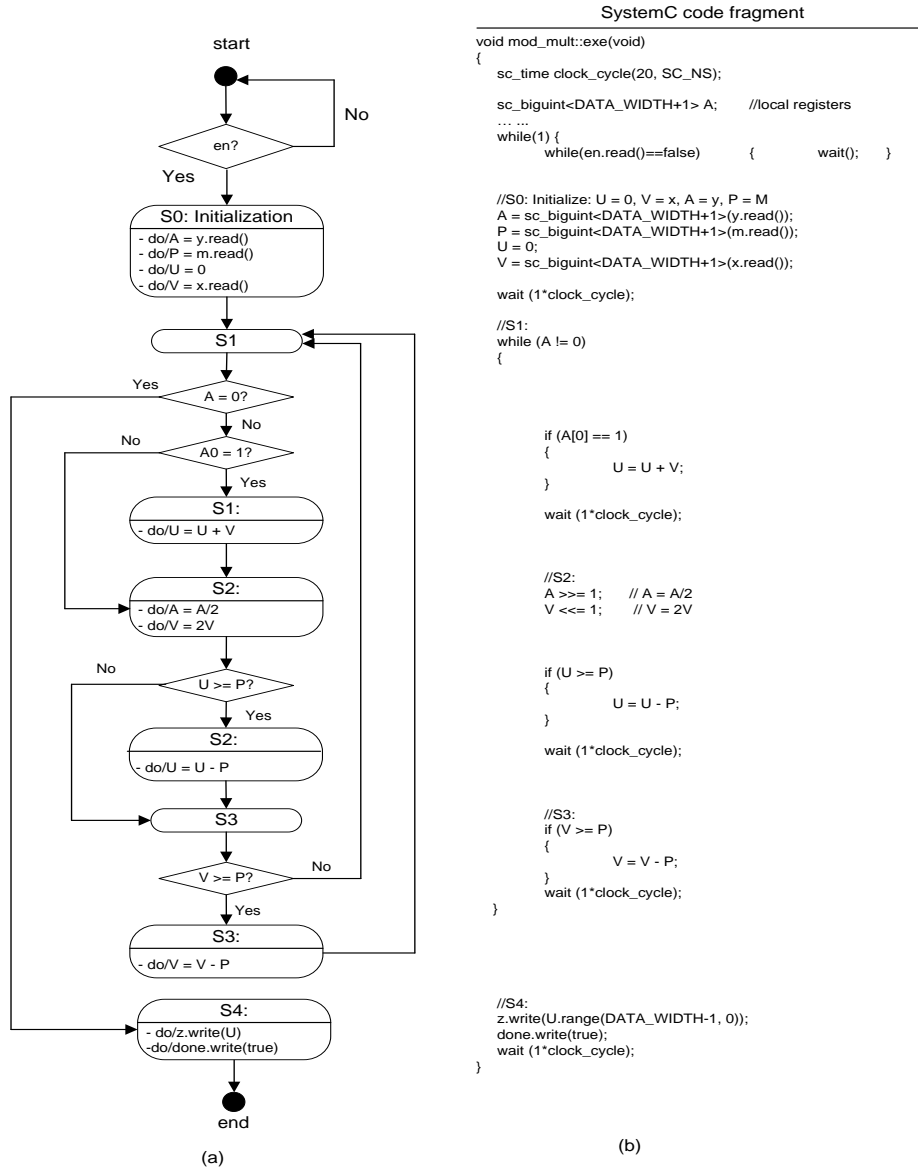 start
No
en?
Yes
S0: Initialization
- do/A = y.read()
- do/P = m.read()
- do/U = 0
- do/V = x.read()
S1
Yes
A = 0?
No
No
A0 = 1?
Yes
S1:
- do/U = U + V
S2:
- do/A = A/2
- do/V = 2V
No
U >= P?
Yes
S2:
- do/U = U - P
S3
V >= P?
No
Yes
S3:
- do/V = V - P
S4:
- do/z.write(U)
-do/done.write(true)
end
(a)
SystemC code fragment
void mod_mult::exe(void)
{
sc_time clock_cycle(20, SC_NS);
sc_biguint<DATA_WIDTH+1> A; //local registers
... ...
while(1) {
while(en.read()==false) { wait(); }
//S0: Initialize: U = 0, V = x, A = y, P = M
A = sc_biguint<DATA_WIDTH+1>(y.read());
P = sc_biguint<DATA_WIDTH+1>(m.read());
U = 0;
V = sc_biguint<DATA_WIDTH+1>(x.read());
wait (1*clock_cycle);
//S1:
while (A != 0)
{
if (A[0] == 1)
{
U = U + V;
}
wait (1*clock_cycle);
//S2:
A >>= 1; // A = A/2
V <<= 1; // V = 2V
if (U >= P)
{
U = U - P;
}
wait (1*clock_cycle);
//S3:
if (V >= P)
{
V = V - P;
}
wait (1*clock_cycle);
}
//S4:
z.write(U.range(DATA_WIDTH-1, 0));
done.write(true);
wait (1*clock_cycle);
}
(b)